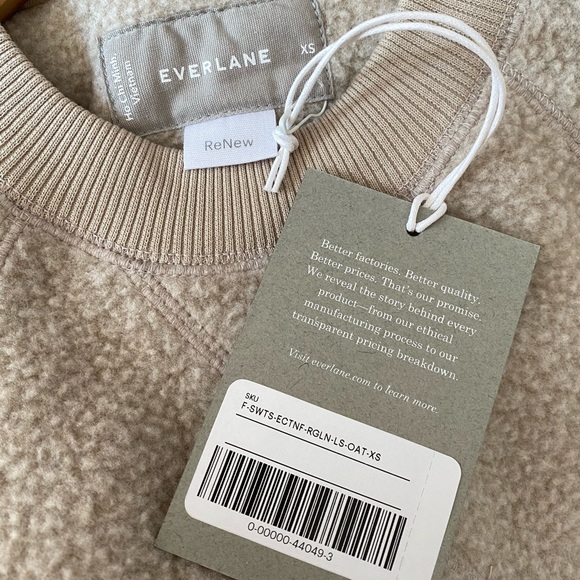 EVERLANE
XS
Ho Chi Minh,
Vietnam
ReNew
Better factories. Better quality.
Better prices. That's our promise.
We reveal the story behind every
product—from our ethical
manufacturing process to our
transparent pricing breakdown.
Visit everlane.com to learn more.
SKU
F-SWTS-ECTNF-RGLN-LS-OAT-XS
0-00000-44049-3